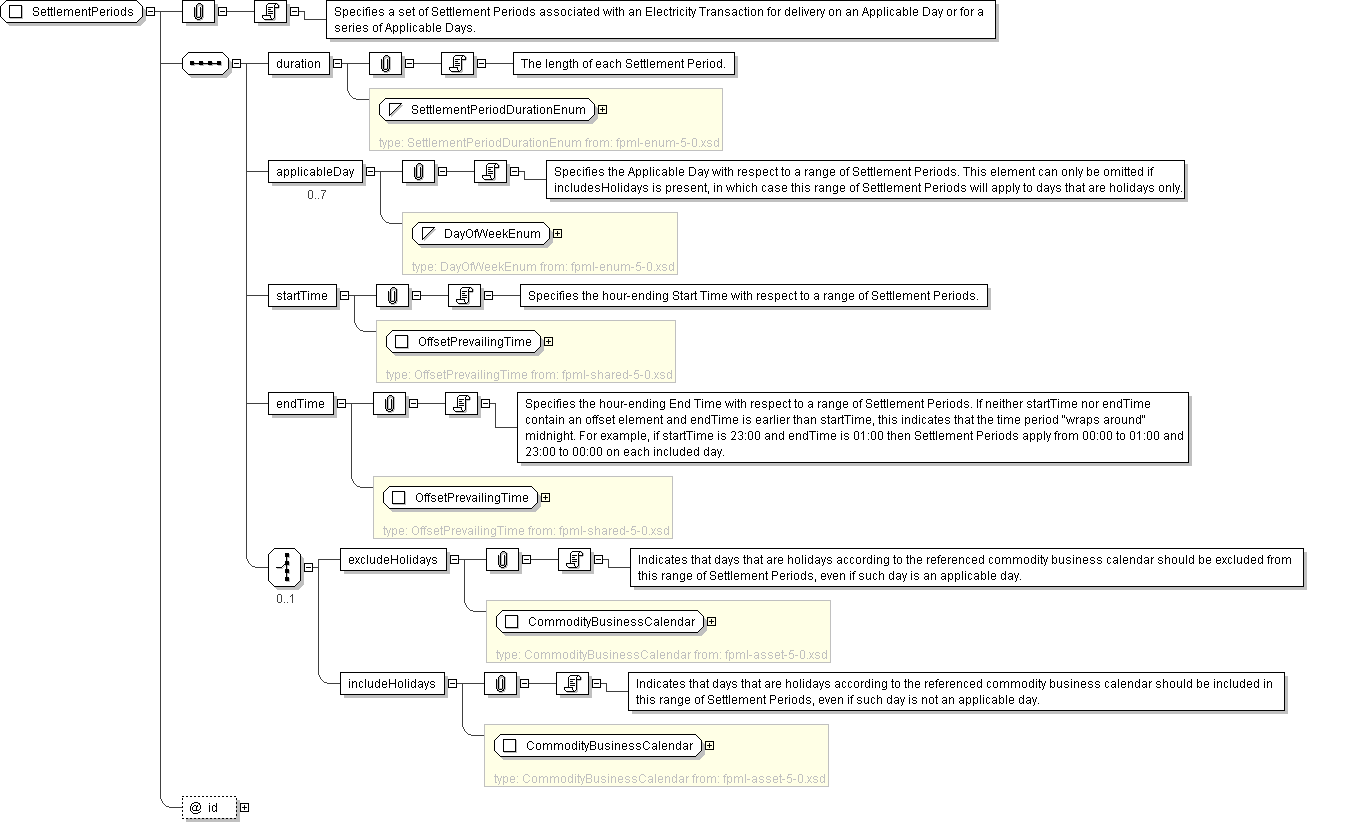 SettlementPeriods
Specifies a set of Settlement Periods associated with an Electricity Transaction for delivery on an Applicable Day or for a
series of Applicable Days.
duration
The length of each Settlement Period.
SettlementPeriodDurationEnum
type: SettlementPeriodDurationEnum from: fpml-enum-5-0.xsd
applicableDay
0..7
Specifies the Applicable Day with respect to a range of Settlement Periods. This element can only be omitted if
includesHolidays is present, in which case this range of Settlement Periods will apply to days that are holidays only.
DayOfWeekEnum
type: DayOfWeekEnum from: fpml-enum-5-0.xsd
startTime
Specifies the hour-ending Start Time with respect to a range of Settlement Periods.
OffsetPrevailingTime
type: OffsetPrevailingTime from: fpml-shared-5-0.xsd
endTime
Specifies the hour-ending End Time with respect to a range of Settlement Periods. If neither startTime nor endTime
contain an offset element and endTime is earlier than startTime, this indicates that the time period "wraps around"
midnight. For example, if startTime is 23:00 and endTime is 01:00 then Settlement Periods apply from 00:00 to 01:00 and
23:00 to 00:00 on each included day.
OffsetPrevailingTime
type: OffsetPrevailingTime from: fpml-shared-5-0.xsd
0..1
excludeHolidays
Indicates that days that are holidays according to the referenced commodity business calendar should be excluded from
this range of Settlement Periods, even if such day is an applicable day.
CommodityBusinessCalendar
type: CommodityBusinessCalendar from: fpml-asset-5-0.xsd
includeHolidays
Indicates that days that are holidays according to the referenced commodity business calendar should be included in
this range of Settlement Periods, even if such day is not an applicable day.
CommodityBusinessCalendar
type: CommodityBusinessCalendar from: fpml-asset-5-0.xsd
@ id